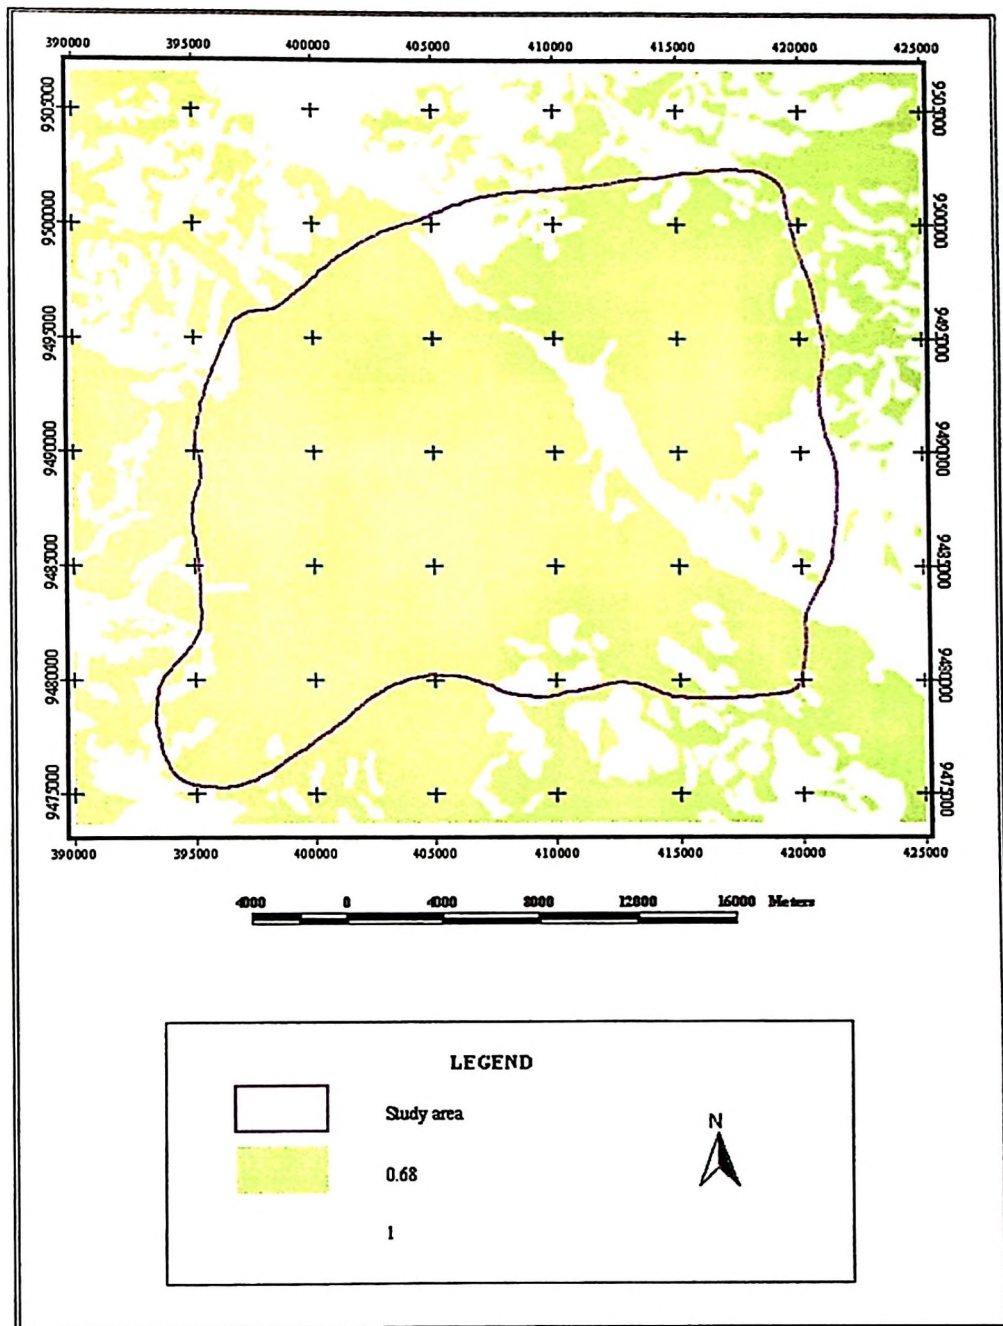 390000 395000 400000 405000 410000 415000 420000 425000
9505000 9505000
9500000 9500000
9495000 9495000
9490000 9490000
9485000 9485000
9480000 9480000
9475000 9475000
390000 395000 400000 405000 410000 415000 420000 425000
4000 0 4000 8000 12000 16000 Meters
LEGEND
Study area
N
0.68
1